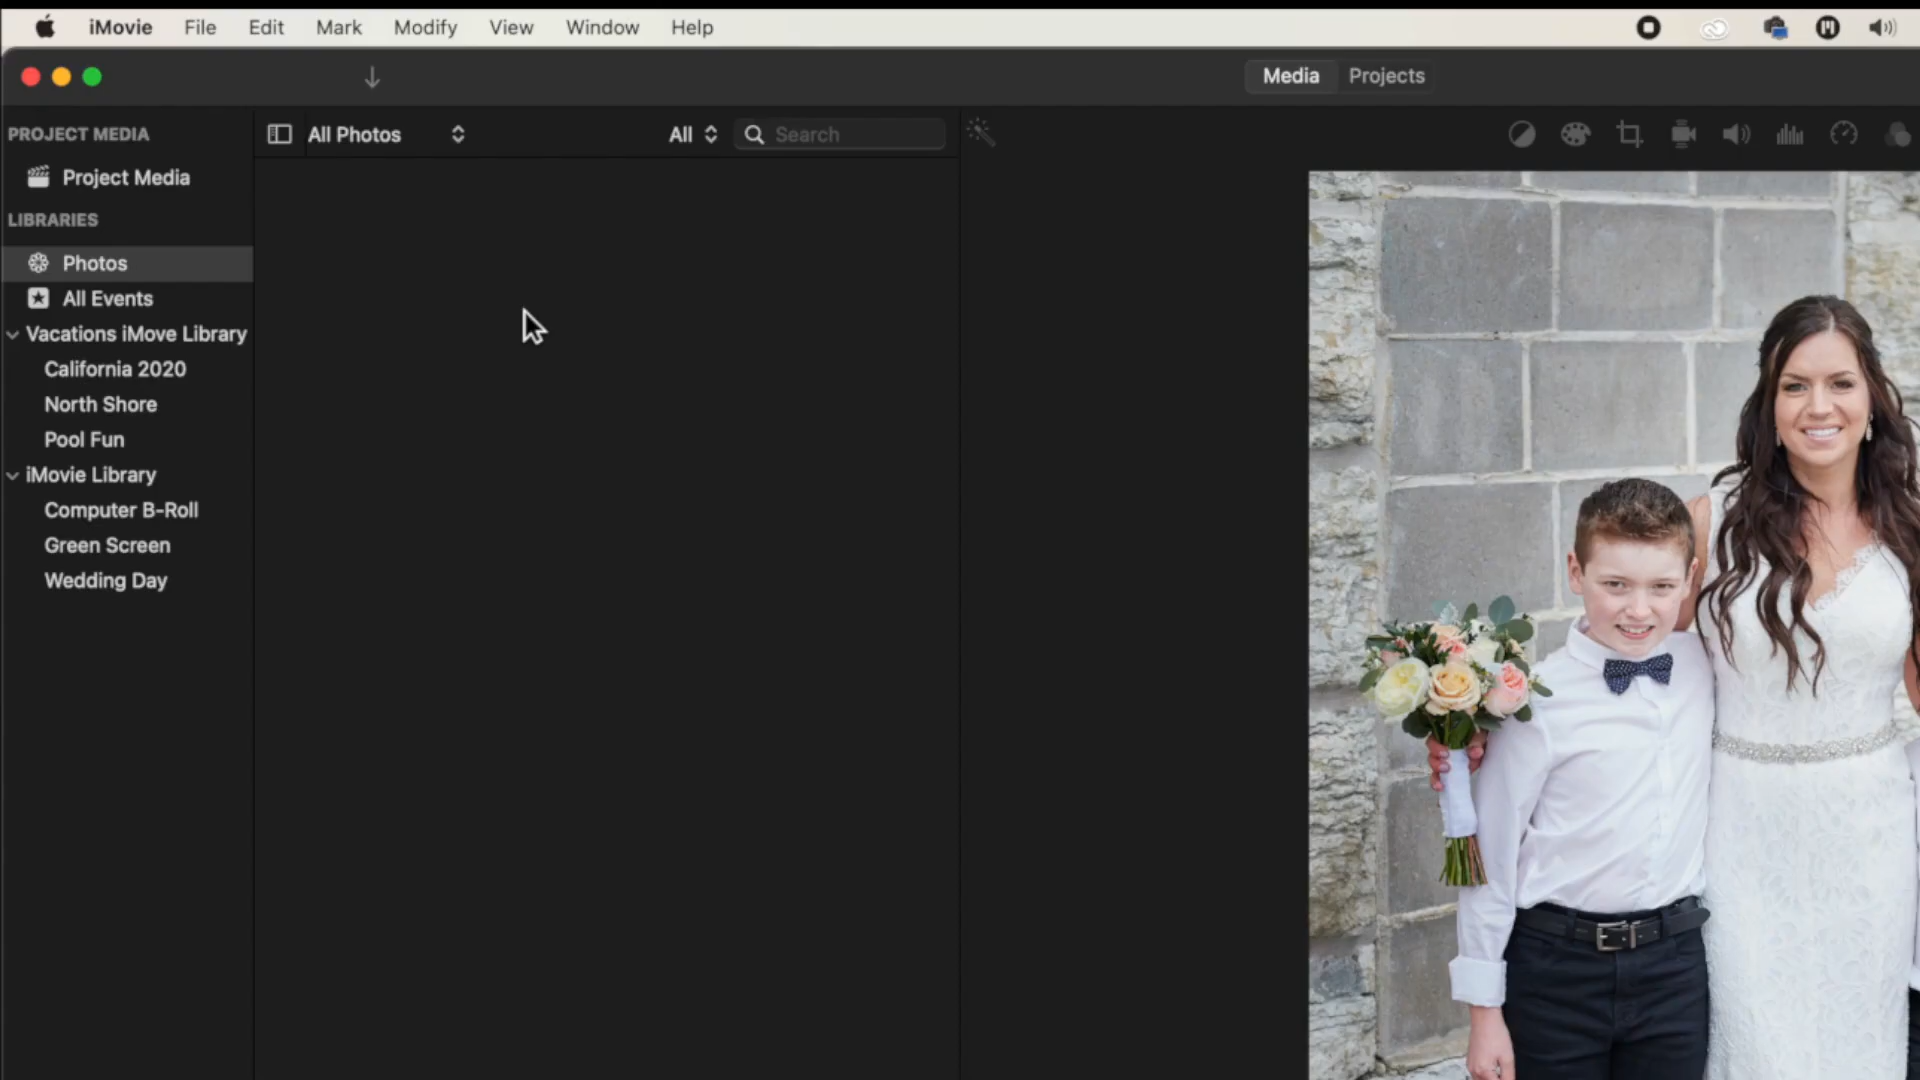 iMovie File Edit Mark Modify View Window Help
Media Projects
PROJECT MEDIA
All Photos
All
Search
Project Media
LIBRARIES
Photos
All Events
Vacations iMove Library
California 2020
North Shore
Pool Fun
iMovie Library
Computer B-Roll
Green Screen
Wedding Day